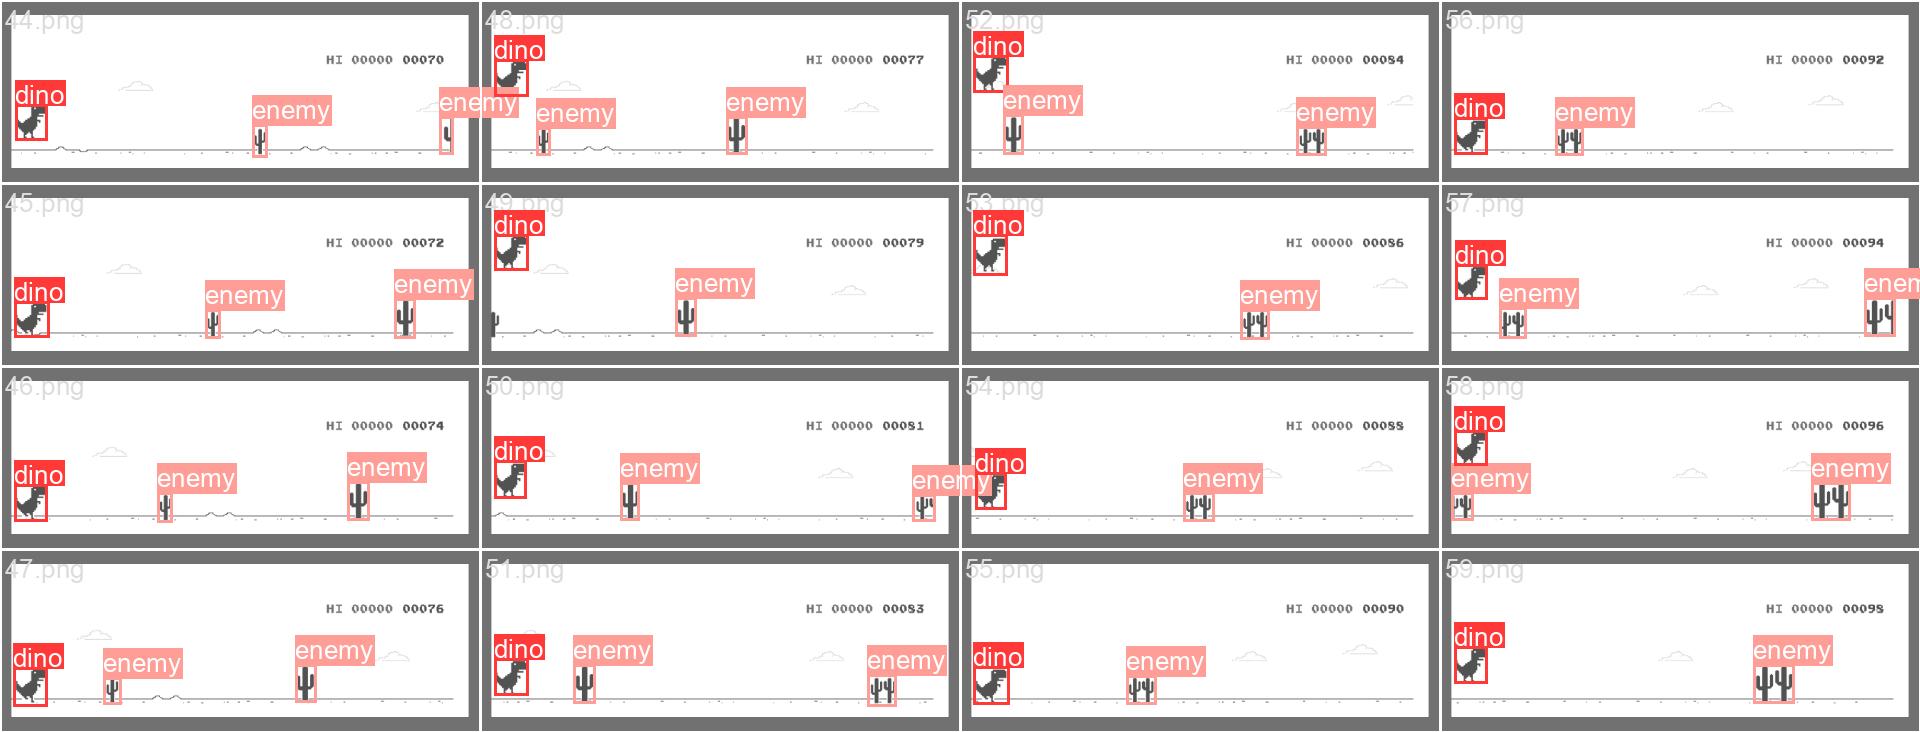 44.png
HI 00000 00070
dino
enemy
enemy
48.png
dino
HI 00000 00077
enemy
enemy
52.png
dino
HI 00000 00084
enemy
enemy
56.png
HI 00000 00092
dino
enemy
45.png
HI 00000 00072
dino
enemy
enemy
49.png
dino
HI 00000 00079
enemy
53.png
dino
HI 00000 00086
enemy
57.png
HI 00000 00094
dino
enemy
enem
46.png
HI 00000 00074
dino
enemy
enemy
50.png
HI 00000 00081
dino
enemy
enemy
54.png
HI 00000 00088
dino
enemy
58.png
dino
HI 00000 00096
enemy
enemy
47.png
HI 00000 00076
dino
enemy
enemy
51.png
HI 00000 00083
dino
enemy
enemy
55.png
HI 00000 00090
dino
enemy
59.png
HI 00000 00098
dino
enemy